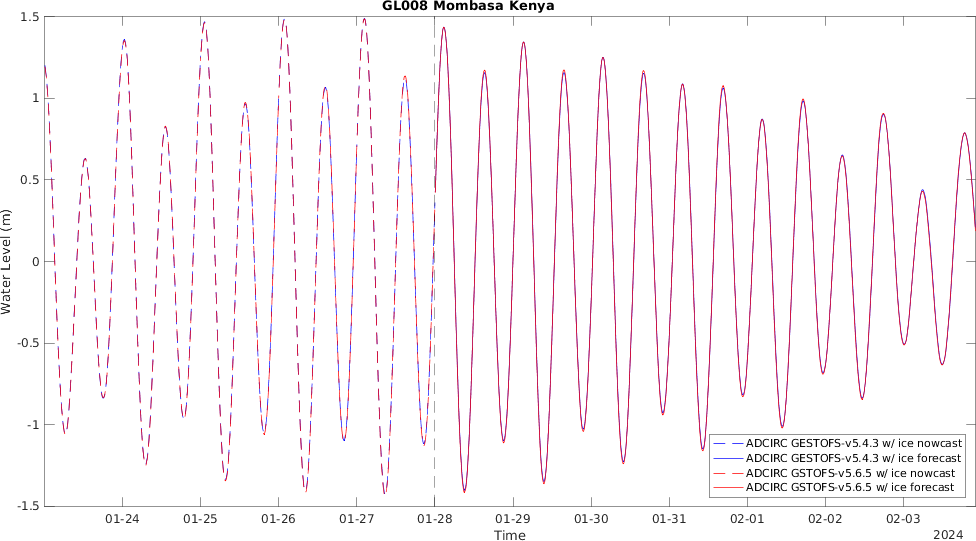 GL008 Mombasa Kenya
Water Level (m)
1.5
1
0.5
0
-0.5
-1
-1.5
ADCIRC GESTOFS-v5.4.3 w/ ice nowcast
ADCIRC GESTOFS-v5.4.3 w/ ice forecast
ADCIRC GSTOFS-v5.6.5 w/ ice nowcast
ADCIRC GSTOFS-v5.6.5 w/ ice forecast
01-24 01-25 01-26 01-27 01-28 01-29 01-30 01-31 02-01 02-02 02-03
Time
2024